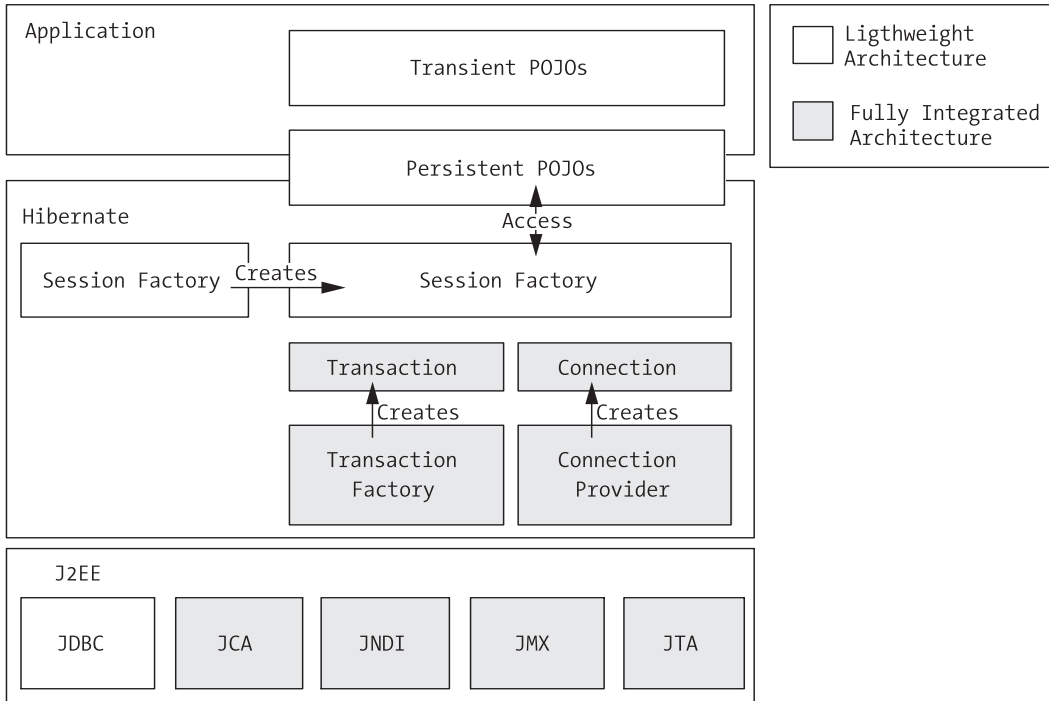 Application
Transient POJOs
Persistent POJOs
Ligthweight
Architecture
Fully Integrated
Architecture
Hibernate
Access
Session Factory
Creates
Session Factory
Transaction
Connection
Creates
Creates
Transaction
Factory
Connection
Provider
J2EE
JDBC
JCA
JNDI
JMX
JTA